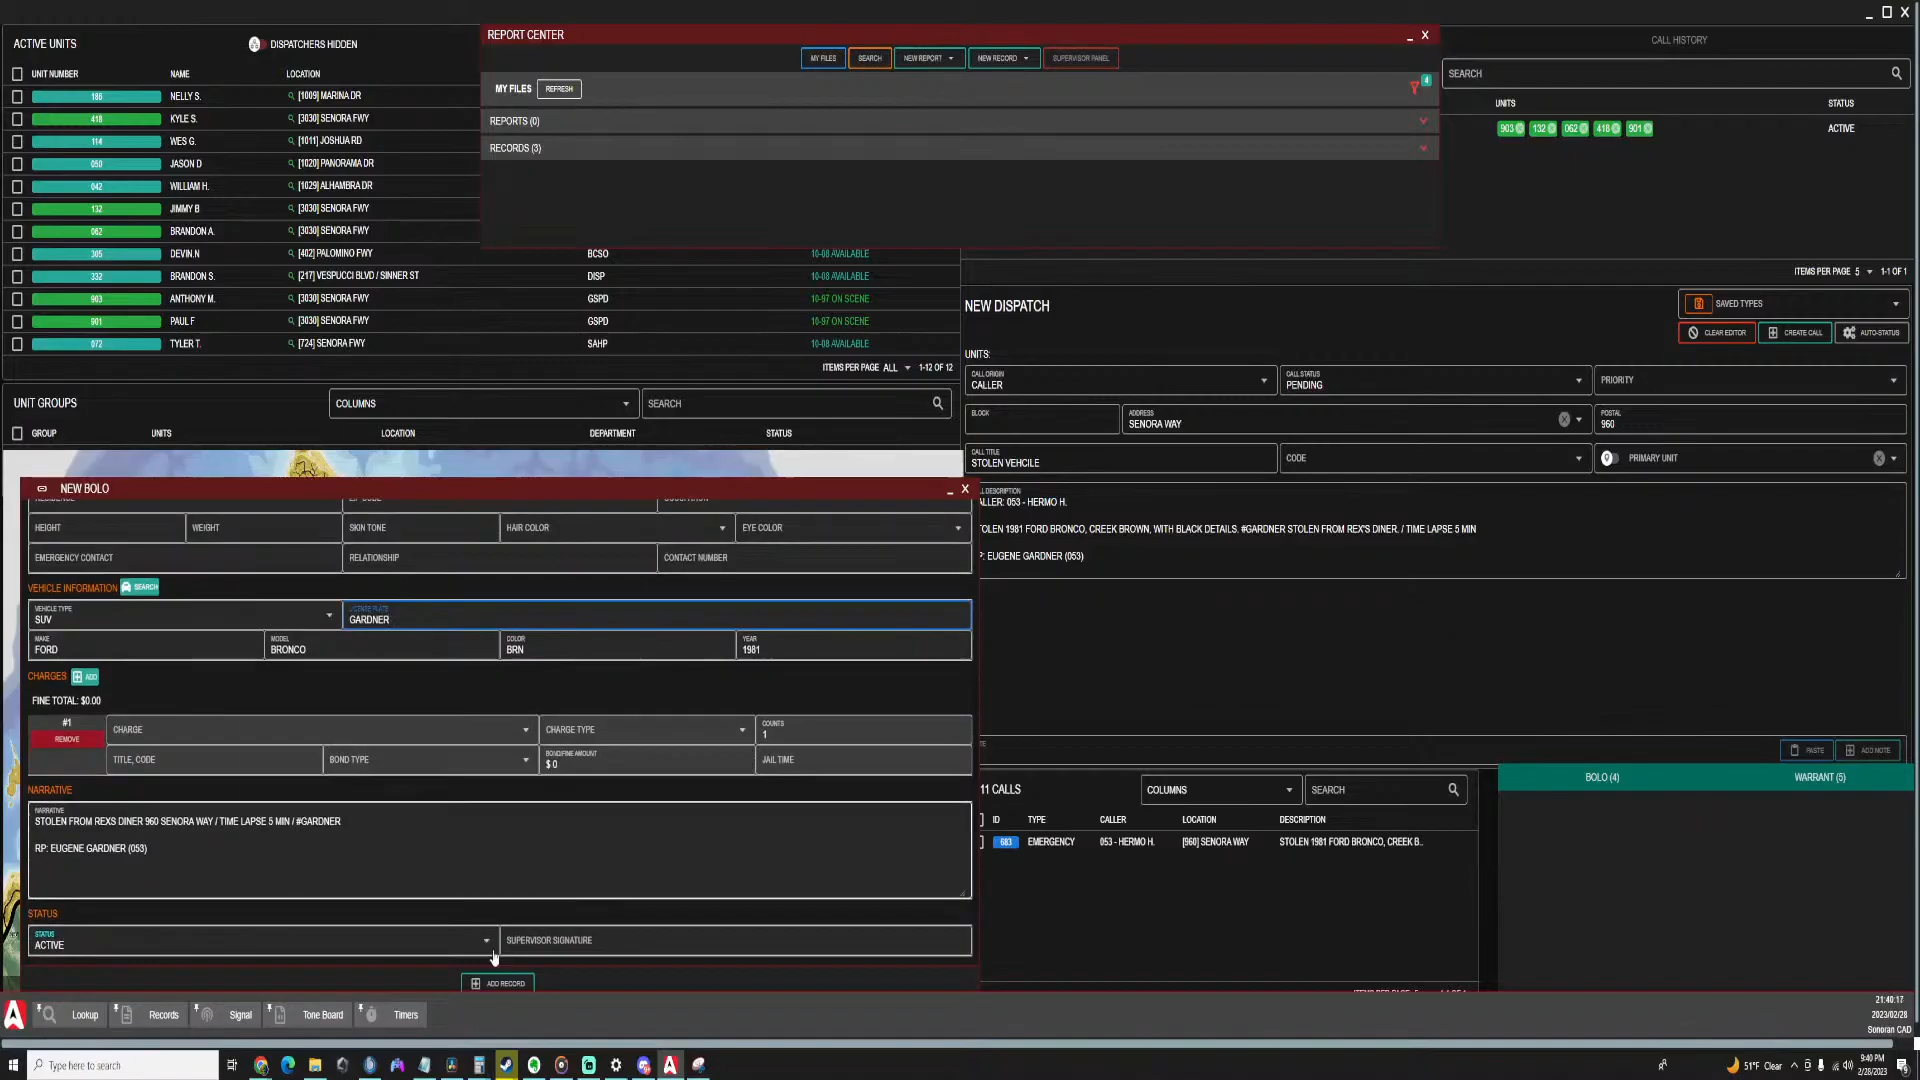 ACTIVE UNITS
DISPATCHERS HIDDEN
UNIT NUMBER NAME LOCATION
186 NELLY S. [1009] MARINA DR
418 KYLE S. [3030] SENORA FWY
114 WES G. [1011] JOSHUA RD
050 JASON D [1020] PANORAMA DR
042 WILLIAM H. [1029] ALHAMBRA DR
132 JIMMY B [3030] SENORA FWY
062 BRANDON A. [3030] SENORA FWY
305 DEVIN.N [402] PALOMINO FWY BCSO 10-08 AVAILABLE
332 BRANDON S. [217] VESPUCCI BLVD / SINNER ST DISP 10-08 AVAILABLE
903 ANTHONY M. [3030] SENORA FWY GSPD 10-97 ON SCENE
901 PAUL F [3030] SENORA FWY GSPD 10-97 ON SCENE
072 TYLER T. [724] SENORA FWY SAHP 10-08 AVAILABLE
ITEMS PER PAGE ALL 1-12 OF 12
REPORT CENTER
MY FILES SEARCH NEW REPORT NEW RECORD SUPERVISOR PANEL
MY FILES REFRESH
4
REPORTS (0)
RECORDS (3)
CALL HISTORY
SEARCH
UNITS STATUS
903 132 062 418 901 ACTIVE
ITEMS PER PAGE 5 1-1 OF 1
UNIT GROUPS
COLUMNS
SEARCH
GROUP UNITS LOCATION DEPARTMENT STATUS
NEW DISPATCH
SAVED TYPES
CLEAR EDITOR CREATE CALL AUTO-STATUS
UNITS:
CALL ORIGIN
CALLER
CALL STATUS
PENDING
PRIORITY
BLOCK
ADDRESS
SENORA WAY
POSTAL
960
CALL TITLE
STOLEN VEHCILE
CODE
PRIMARY UNIT
LL DESCRIPTION
ALLER: 053 - HERMO H.
TOLEN 1981 FORD BRONCO, CREEK BROWN, WITH BLACK DETAILS. #GARDNER STOLEN FROM REX'S DINER. / TIME LAPSE 5 MIN
P: EUGENE GARDNER (053)
PASTE ADD NOTE
NEW BOLO
HEIGHT WEIGHT SKIN TONE HAIR COLOR EYE COLOR
EMERGENCY CONTACT RELATIONSHIP CONTACT NUMBER
VEHICLE INFORMATION SEARCH
VEHICLE TYPE
SUV
LICENSE PLATE
GARDNER
MAKE
FORD
MODEL
BRONCO
COLOR
BRN
YEAR
1981
CHARGES ADD
FINE TOTAL: $0.00
#1
REMOVE
CHARGE CHARGE TYPE
COUNTS
1
TITLE, CODE BOND TYPE
BOND/FINE AMOUNT
$ 0
JAIL TIME
NARRATIVE
NARRATIVE
STOLEN FROM REXS DINER 960 SENORA WAY / TIME LAPSE 5 MIN / #GARDNER
RP: EUGENE GARDNER (053)
STATUS
STATUS
ACTIVE
SUPERVISOR SIGNATURE
ADD RECORD
11 CALLS
COLUMNS
SEARCH
ID TYPE CALLER LOCATION DESCRIPTION
683 EMERGENCY 053 - HERMO H. [960] SENORA WAY STOLEN 1981 FORD BRONCO, CREEK B..
BOLO (4) WARRANT (5)
Lookup Records Signal Tone Board Timers
21:40:17
2023/02/28
Sonoran CAD
Type here to search
51°F Clear
9:40 PM
2/28/2023